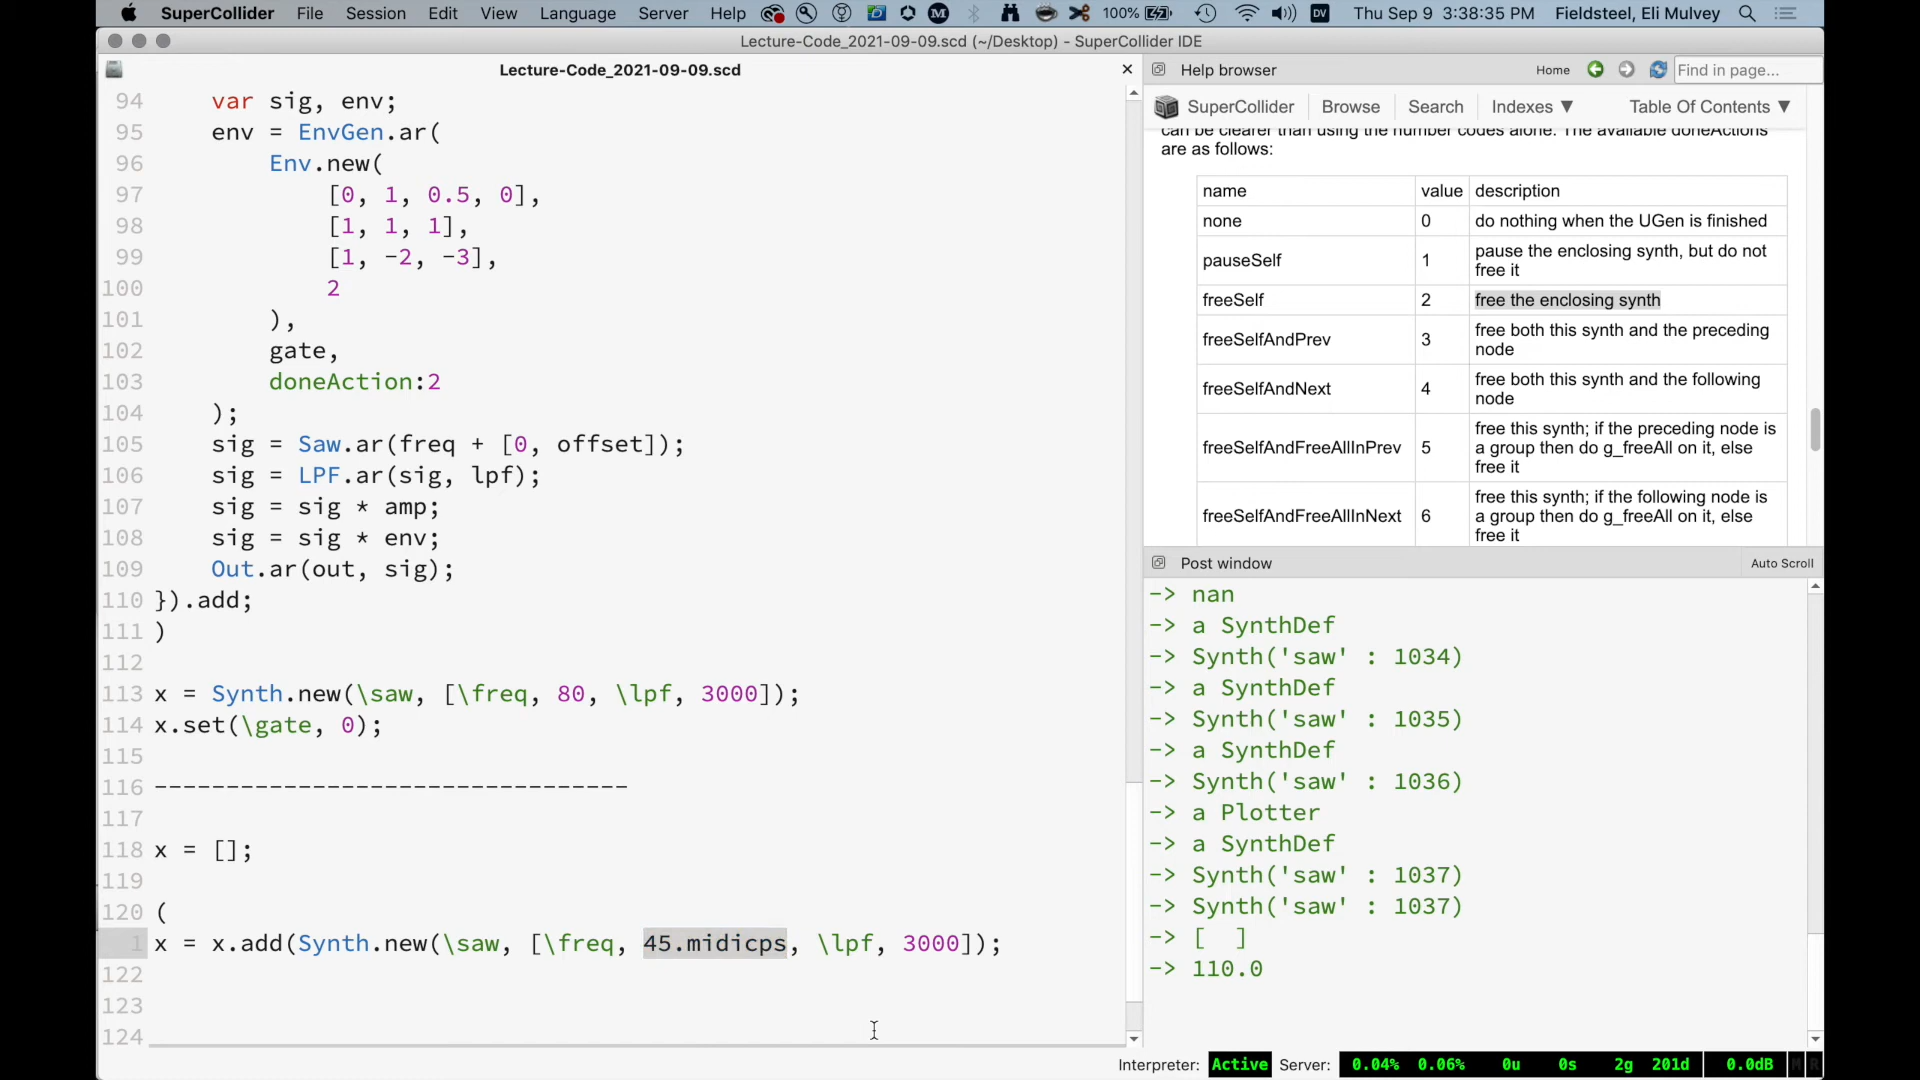 SuperCollider File Session Edit View Language Server Help 100% Thu Sep 9 3:38:35 PM Fieldsteel, Eli Mulvey
Lecture-Code_2021-09-09.scd (~/Desktop) - SuperCollider IDE
Lecture-Code_2021-09-09.scd
94 var sig, env;
95 env = EnvGen.ar(
96 Env.new(
97 [0, 1, 0.5, 0],
98 [1, 1, 1],
99 [1, -2, -3],
100 2
101 ),
102 gate,
103 doneAction:2
104 );
105 sig = Saw.ar(freq + [0, offset]);
106 sig = LPF.ar(sig, lpf);
107 sig = sig * amp;
108 sig = sig * env;
109 Out.ar(out, sig);
110 }).add;
111 )
112
113 x = Synth.new(\saw, [\freq, 80, \lpf, 3000]);
114 x.set(\gate, 0);
115
116 ---------------------------------
117
118 x = [];
119
120 (
1 x = x.add(Synth.new(\saw, [\freq, 45.midicps, \lpf, 3000]);
122
123
124
Help browser Home Find in page...
SuperCollider Browse Search Indexes ▼ Table Of Contents ▼
can be clearer than using the number codes alone. The available doneActions
are as follows:
name value description
none 0 do nothing when the UGen is finished
pauseSelf 1 pause the enclosing synth, but do not
free it
freeSelf 2 free the enclosing synth
freeSelfAndPrev 3 free both this synth and the preceding
node
freeSelfAndNext 4 free both this synth and the following
node
freeSelfAndFreeAllInPrev 5 free this synth; if the preceding node is
a group then do g_freeAll on it, else
free it
freeSelfAndFreeAllInNext 6 free this synth; if the following node is
a group then do g_freeAll on it, else
free it
Post window Auto Scroll
-> nan
-> a SynthDef
-> Synth('saw' : 1034)
-> a SynthDef
-> Synth('saw' : 1035)
-> a SynthDef
-> Synth('saw' : 1036)
-> a Plotter
-> a SynthDef
-> Synth('saw' : 1037)
-> Synth('saw' : 1037)
-> [ ]
-> 110.0
Interpreter: Active Server: 0.04% 0.06% 0u 0s 2g 201d 0.0dB M R